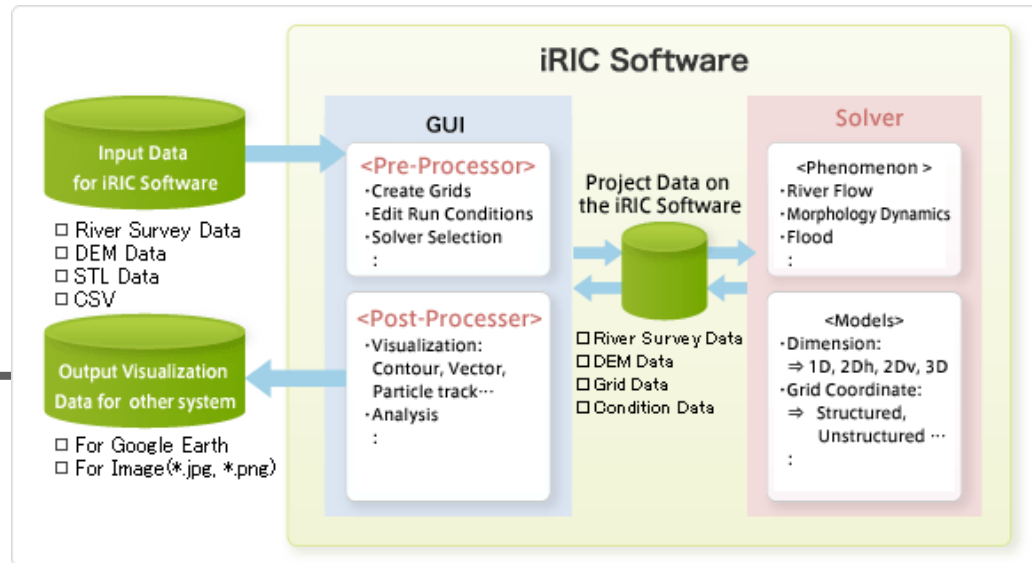 iRIC Software
Input Data
for iRIC Software
□ River Survey Data
□ DEM Data
□ STL Data
□ CSV
Output Visualization
Data for other system
□ For Google Earth
□ For Image(*.jpg, *.png)
GUI
<Pre-Processor>
・Create Grids
・Edit Run Conditions
・Solver Selection
:
<Post-Processer>
・Visualization:
Contour, Vector,
Particle track…
・Analysis
:
Project Data on
the iRIC Software
□ River Survey Data
□ DEM Data
□ Grid Data
□ Condition Data
Solver
<Phenomenon >
・River Flow
・Morphology Dynamics
・Flood
:
<Models>
・Dimension:
⇒ 1D, 2Dh, 2Dv, 3D
・Grid Coordinate:
⇒ Structured,
Unstructured …
: